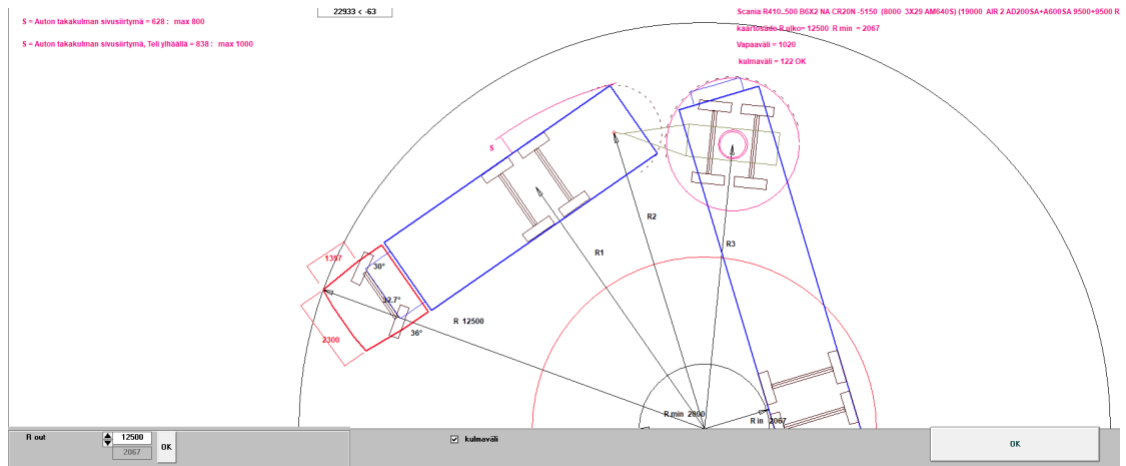 22933 < -63
Scania R410..500 B6X2 NA CR20N -5150 (8000 3X29 AM640S) (19000 AIR 2 AD200SA+A600SA 9500+9500 R
S = Auton takakulman sivusiirtymä = 628 : max 800
kaartosäde R ulko= 12500 R min = 2067
S = Auton takakulman sivusiirtymä, Teli ylhäällä = 838 : max 1000
Vapaaväli = 1020
kulmaväli = 122 OK
S
R2
R3
R1
1397
30°
32.7°
R 12500
36°
2300
R min
R in 2067
R out
12500
2067
OK
kulmaväli
OK